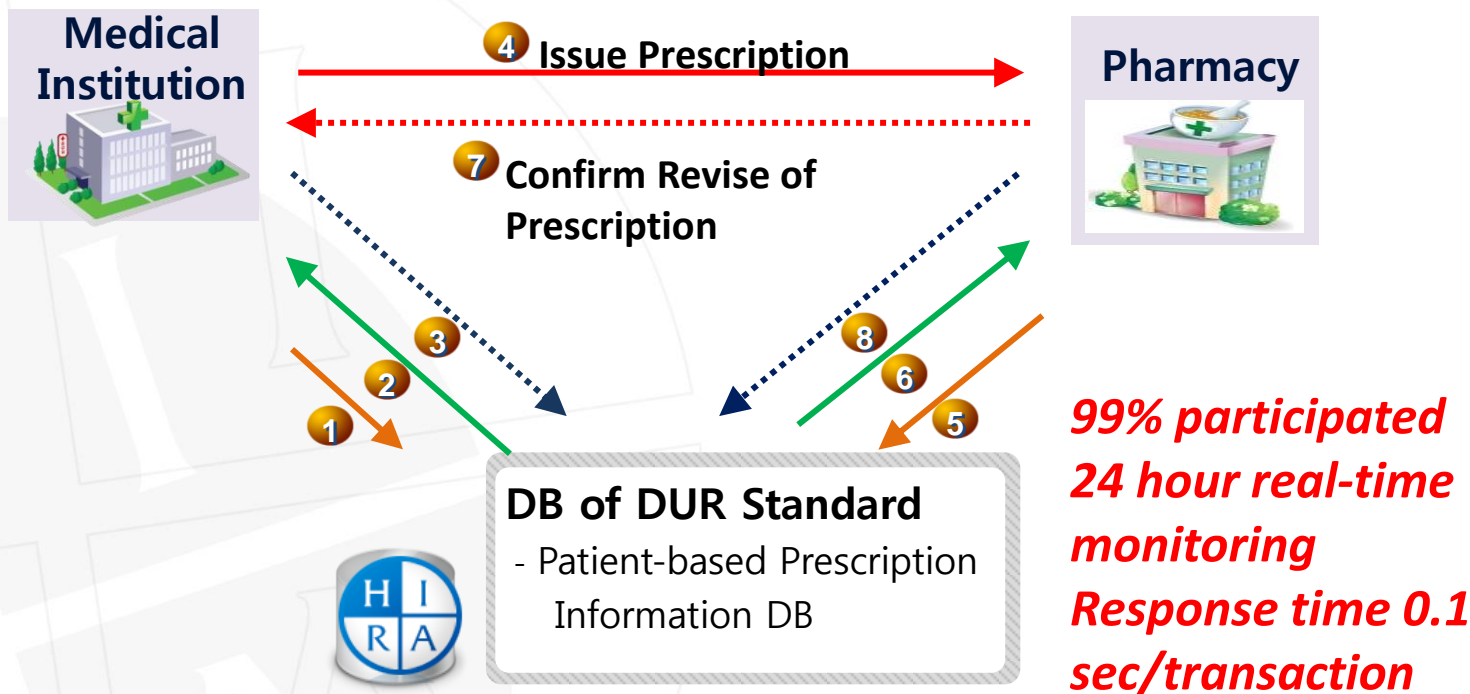 Medical
Institution
4 Issue Prescription
Pharmacy
7 Confirm Revise of
Prescription
3
2
1
8
6
5
DB of DUR Standard
- Patient-based Prescription
Information DB
H I
R A
99% participated
24 hour real-time
monitoring
Response time 0.1
sec/transaction